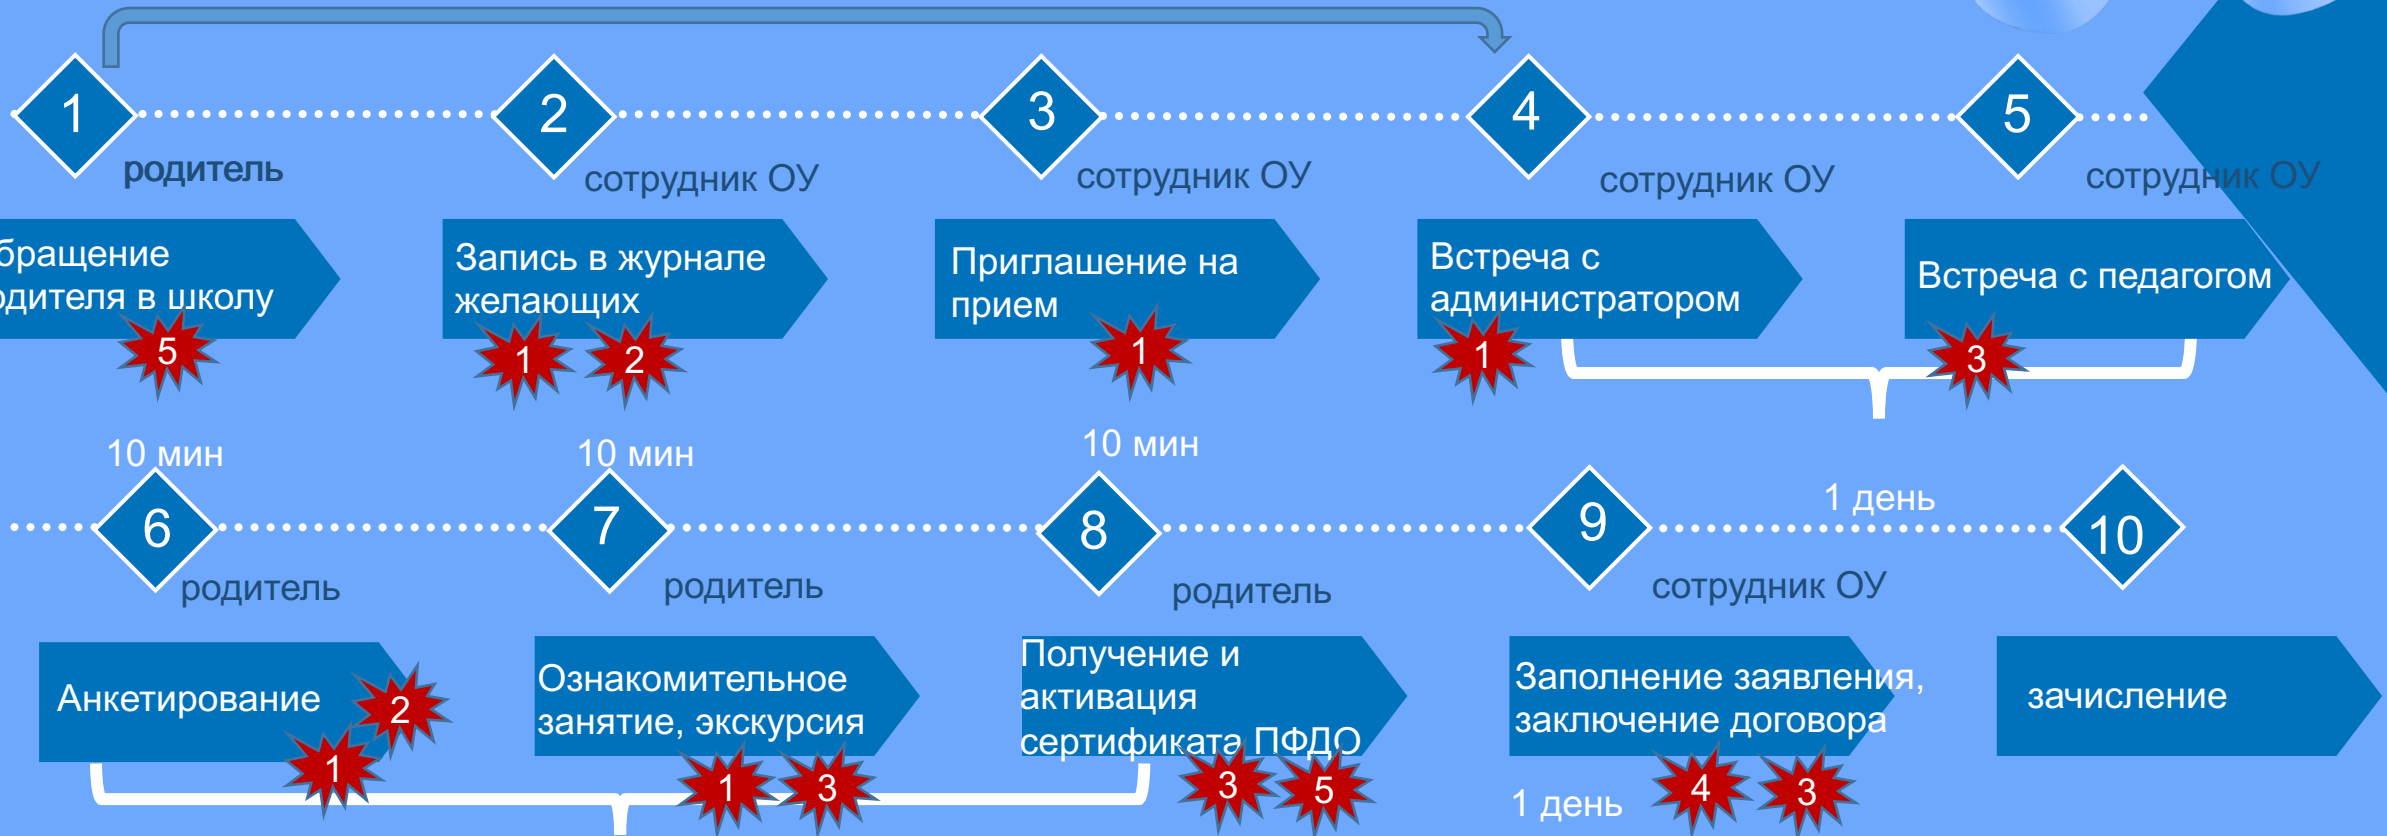 1
2
3
4
5
родитель
сотрудник ОУ
сотрудник ОУ
сотрудник ОУ
сотрудник ОУ
бращение
одителя в школу
5
Запись в журнале
желающих
1
2
Приглашение на
прием
1
Встреча с
администратором
1
Встреча с педагогом
3
10 мин
10 мин
10 мин
1 день
6
7
8
9
10
родитель
родитель
родитель
сотрудник ОУ
Анкетирование
2
1
Ознакомительное
занятие, экскурсия
1
3
Получение и
активация
сертификата ПФДО
3
5
Заполнение заявления,
заключение договора
1 день
4
3
зачисление